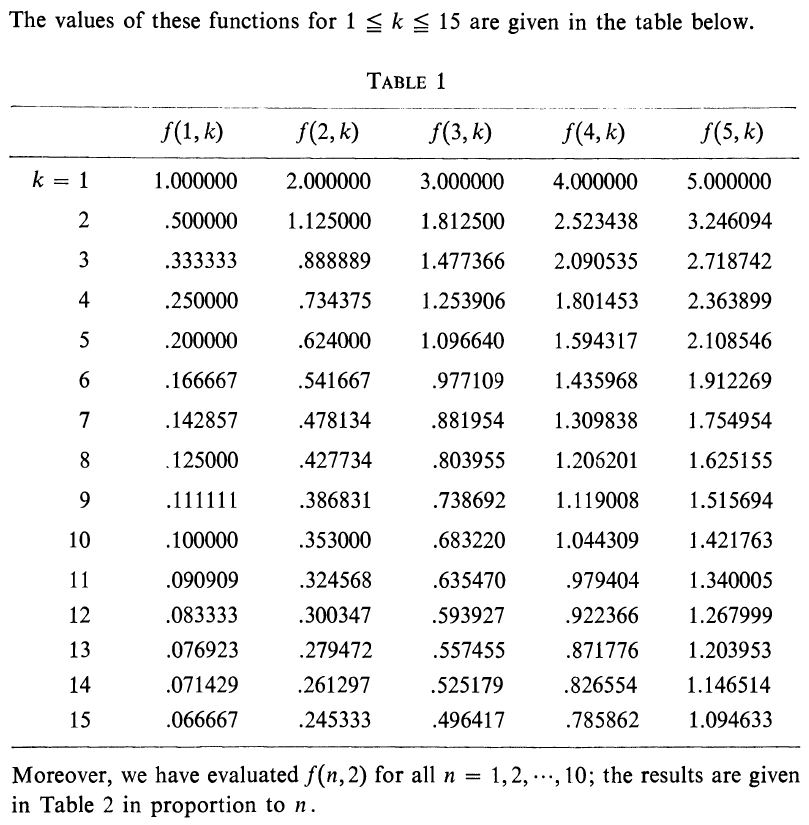 The values of these functions for 1 ≦ k ≦ 15 are given in the table below.
TABLE 1
f(1, k) f(2, k) f(3, k) f(4, k) f(5, k)
k = 1 1.000000 2.000000 3.000000 4.000000 5.000000
2 .500000 1.125000 1.812500 2.523438 3.246094
3 .333333 .888889 1.477366 2.090535 2.718742
4 .250000 .734375 1.253906 1.801453 2.363899
5 .200000 .624000 1.096640 1.594317 2.108546
6 .166667 .541667 .977109 1.435968 1.912269
7 .142857 .478134 .881954 1.309838 1.754954
8 .125000 .427734 .803955 1.206201 1.625155
9 .111111 .386831 .738692 1.119008 1.515694
10 .100000 .353000 .683220 1.044309 1.421763
11 .090909 .324568 .635470 .979404 1.340005
12 .083333 .300347 .593927 .922366 1.267999
13 .076923 .279472 .557455 .871776 1.203953
14 .071429 .261297 .525179 .826554 1.146514
15 .066667 .245333 .496417 .785862 1.094633
Moreover, we have evaluated f(n, 2) for all n = 1, 2, ⋯, 10; the results are given
in Table 2 in proportion to n.